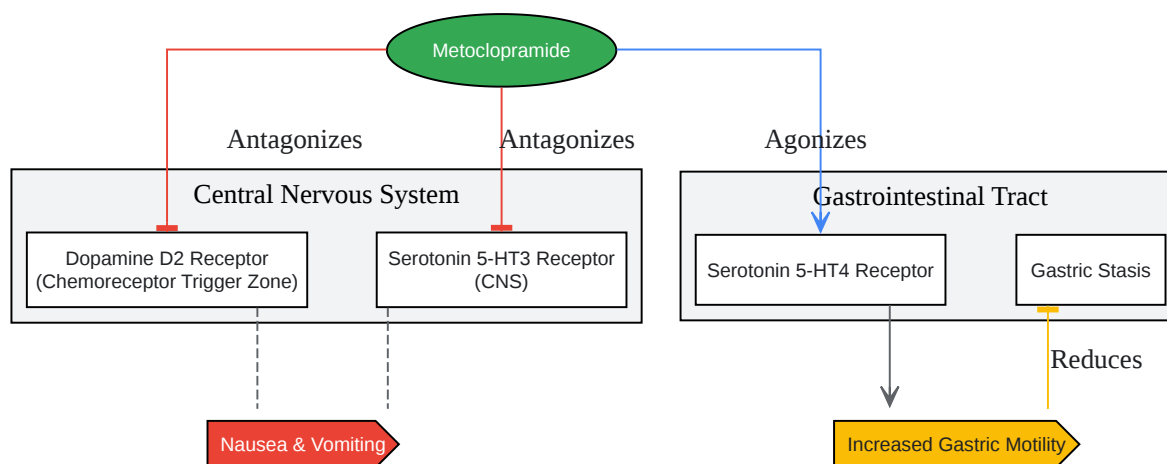 Metoclopramide
Antagonizes
Antagonizes
Agonizes
Central Nervous System
Gastrointestinal Tract
Dopamine D2 Receptor
(Chemoreceptor Trigger Zone)
Serotonin 5-HT3 Receptor
(CNS)
Serotonin 5-HT4 Receptor
Gastric Stasis
Reduces
Nausea & Vomiting
Increased Gastric Motility